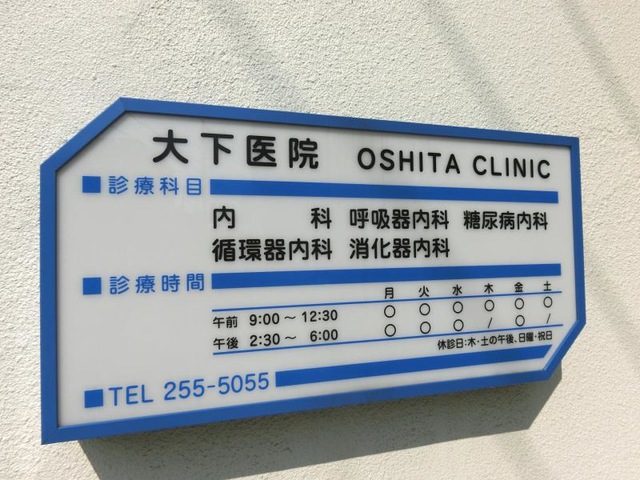 大下医院 OSHITA CLINIC
■診療科目
内科 呼吸器内科 糖尿病内科
循環器内科 消化器内科
■診療時間
月 火 水 木 金 土
午前 9:00〜12:30 ○ ○ ○ ○ ○ ○
午後 2:30〜 6:00 ○ ○ ○ / ○ /
休診日:木・土の午後、日曜・祝日
■TEL 255-5055